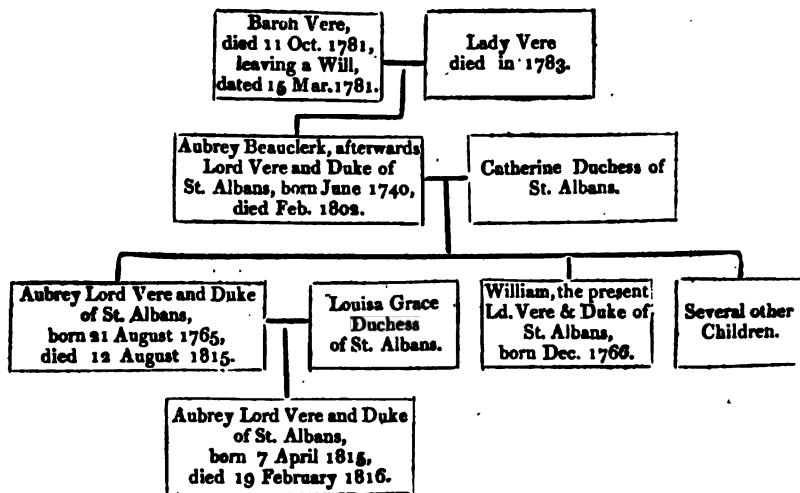 Baron Vere,
died 11 Oct. 1781,
leaving a Will,
dated 15 Mar. 1781.
Lady Vere
died in 1783.
Aubrey Beauclerk, afterwards
Lord Vere and Duke of
St. Albans, born June 1740,
died Feb. 1802.
Catherine Duchess of
St. Albans.
Aubrey Lord Vere and Duke
of St. Albans,
born 21 August 1765,
died 12 August 1815.
Louisa Grace
Duchess
of St. Albans.
William, the present
Ld. Vere & Duke of
St. Albans,
born Dec. 1766.
Several other
Children.
Aubrey Lord Vere and Duke
of St. Albans,
born 7 April 1815,
died 19 February 1816.